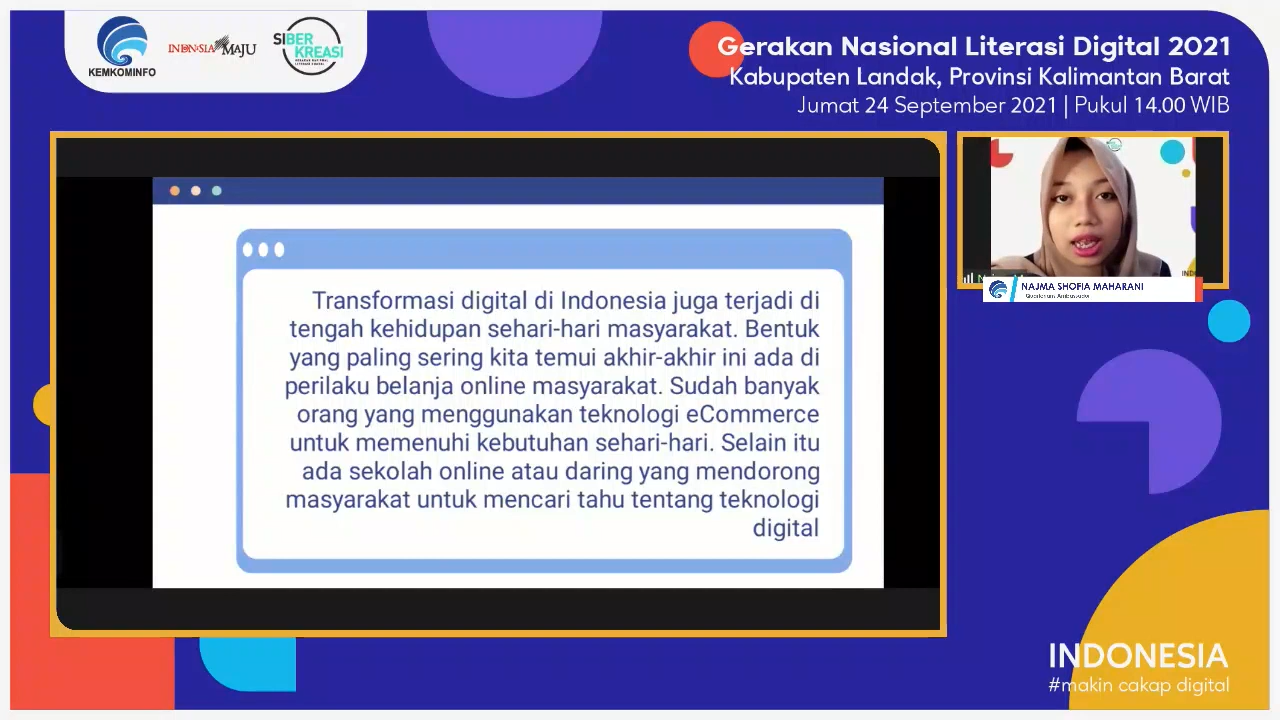 KEMKOMINFO
INDONESIA MAJU
SIBER KREASI
Gerakan Nasional Literasi Digital 2021
Kabupaten Landak, Provinsi Kalimantan Barat
Jumat 24 September 2021 | Pukul 14.00 WIB
Transformasi digital di Indonesia juga terjadi di
tengah kehidupan sehari-hari masyarakat. Bentuk
yang paling sering kita temui akhir-akhir ini ada di
perilaku belanja online masyarakat. Sudah banyak
orang yang menggunakan teknologi eCommerce
untuk memenuhi kebutuhan sehari-hari. Selain itu
ada sekolah online atau daring yang mendorong
masyarakat untuk mencari tahu tentang teknologi
digital
NAJMA SHOFIA MAHARANI
Ambassador
INDONESIA
#makin cakap digital